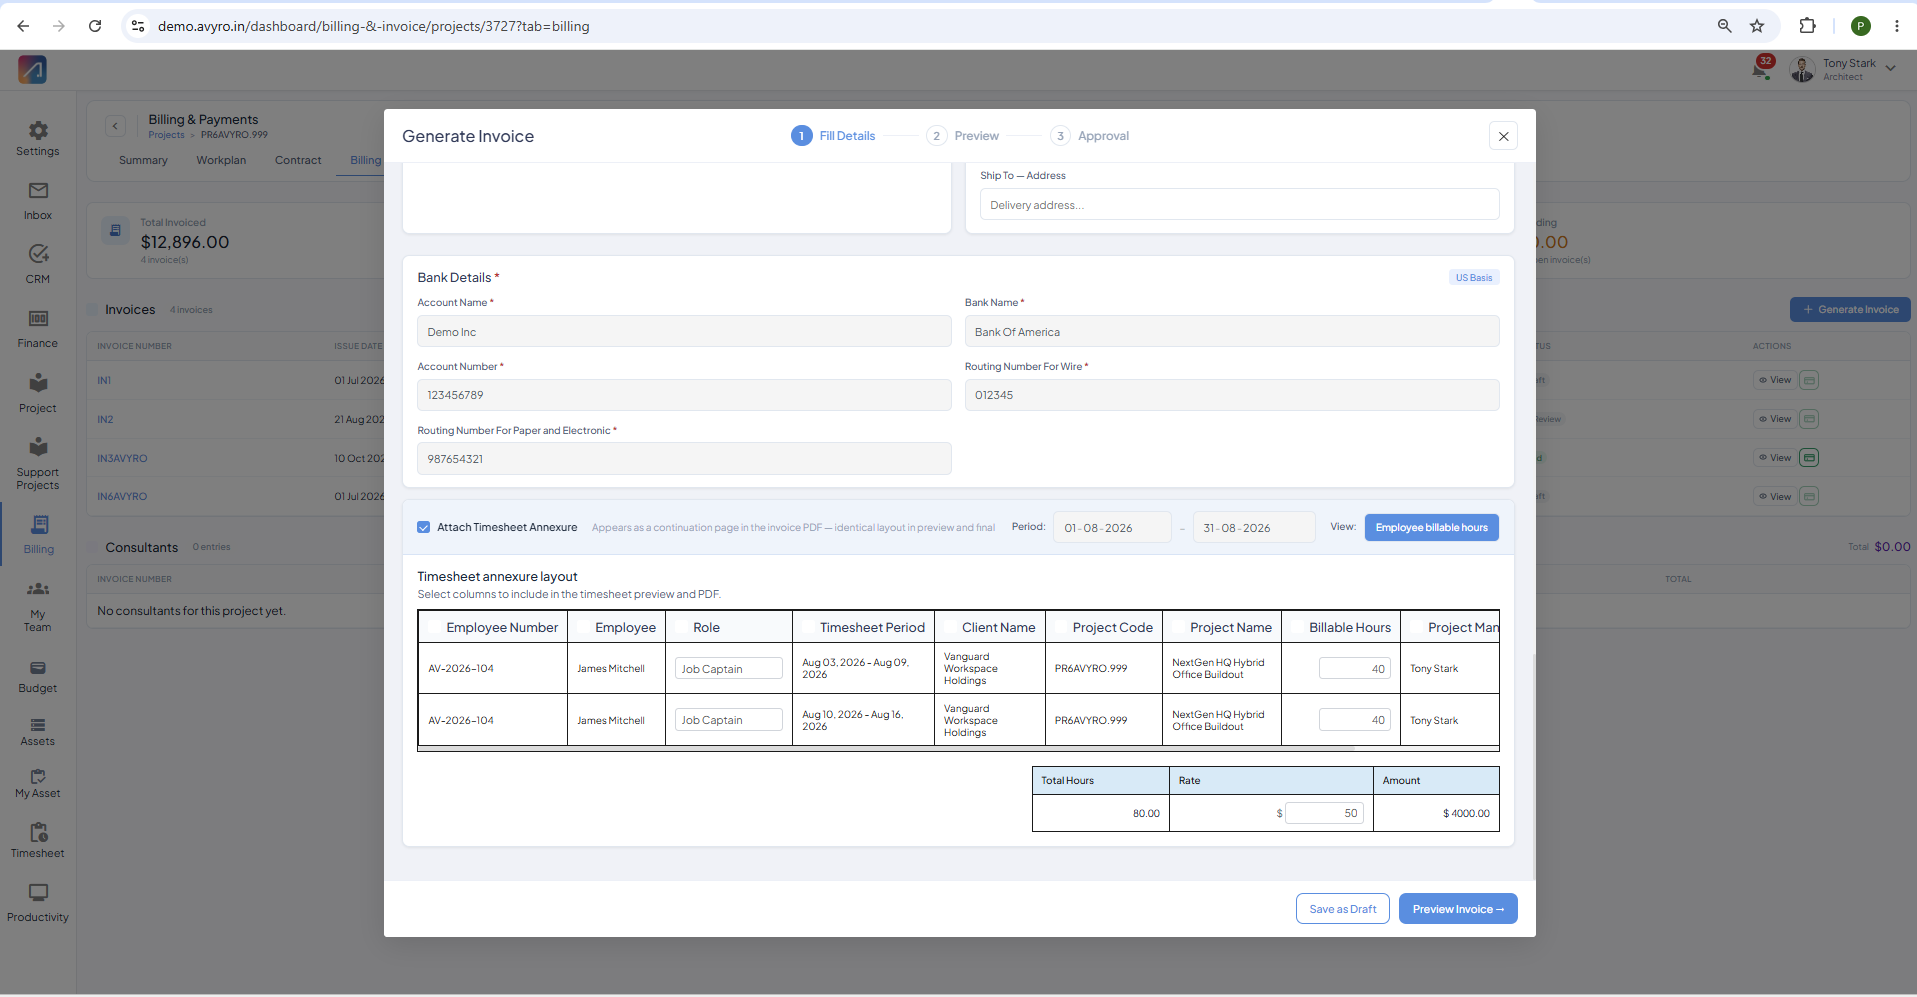 demo.avyro.in/dashboard/billing-&-invoice/projects/3727?tab=billing
P
32
Tony Stark
Architect
Settings
Inbox
CRM
Finance
Project
Support
Projects
Billing
My
Team
Budget
Assets
My Asset
Timesheet
Productivity
Billing & Payments
Projects > PR6AVYRO.999
Summary Workplan Contract Billing
Total Invoiced
$12,896.00
4 invoice(s)
Invoices 4 invoices
INVOICE NUMBER ISSUE DATE
IN1 01 Jul 2026
IN2 21 Aug 202
IN3AVYRO 10 Oct 202
IN6AVYRO 01 Jul 2026
Consultants 0 entries
INVOICE NUMBER
No consultants for this project yet.
Generate Invoice
1 Fill Details
2 Preview
3 Approval
Ship To — Address
Delivery address...
Bank Details *
US Basis
Account Name *
Demo Inc
Bank Name *
Bank Of America
Account Number *
123456789
Routing Number For Wire *
012345
Routing Number For Paper and Electronic *
987654321
Attach Timesheet Annexure Appears as a continuation page in the invoice PDF — identical layout in preview and final Period: 01-08-2026 - 31-08-2026 View: Employee billable hours
Timesheet annexure layout
Select columns to include in the timesheet preview and PDF.
Employee Number Employee Role Timesheet Period Client Name Project Code Project Name Billable Hours Project Man
AV-2026-104 James Mitchell Job Captain Aug 03, 2026 - Aug 09, 2026 Vanguard Workspace Holdings PR6AVYRO.999 NextGen HQ Hybrid Office Buildout 40 Tony Stark
AV-2026-104 James Mitchell Job Captain Aug 10, 2026 - Aug 16, 2026 Vanguard Workspace Holdings PR6AVYRO.999 NextGen HQ Hybrid Office Buildout 40 Tony Stark
Total Hours Rate Amount
80.00 $ 50 $ 4000.00
Save as Draft
Preview Invoice →
ding
0.00
en invoice(s)
+ Generate Invoice
TUS ACTIONS
ft View
Review View
d View
ft View
Total $0.00
TOTAL